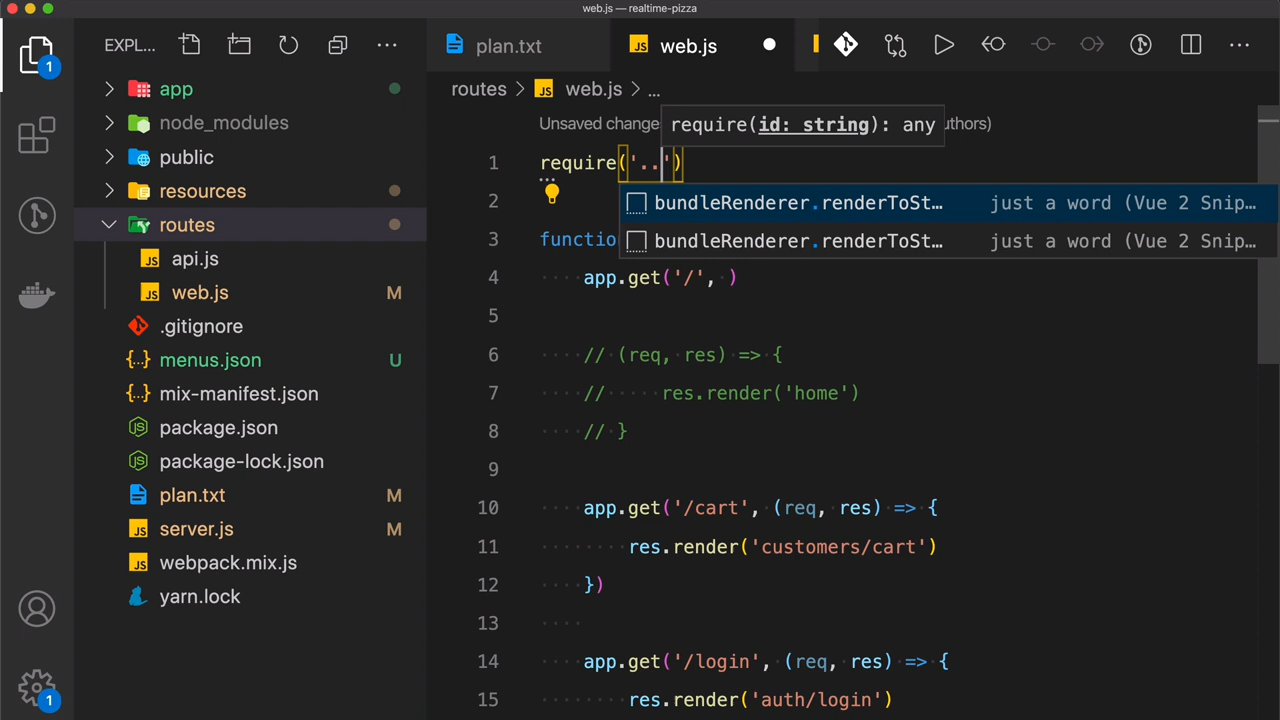 web.js — realtime-pizza
EXPL...
plan.txt
web.js
1
app
node_modules
public
resources
routes
api.js
web.js M
.gitignore
menus.json U
mix-manifest.json
package.json
package-lock.json
plan.txt M
server.js M
webpack.mix.js
yarn.lock
1
routes > web.js > ...
Unsaved change
uthors)
require(id: string): any
1 require('..')
bundleRenderer.renderToSt... just a word (Vue 2 Snip...
bundleRenderer.renderToSt... just a word (Vue 2 Snip...
2
3 functio
4 app.get('/', )
5
6 // (req, res) => {
7 // res.render('home')
8 // }
9
10 app.get('/cart', (req, res) => {
11 res.render('customers/cart')
12 })
13
14 app.get('/login', (req, res) => {
15 res.render('auth/login')